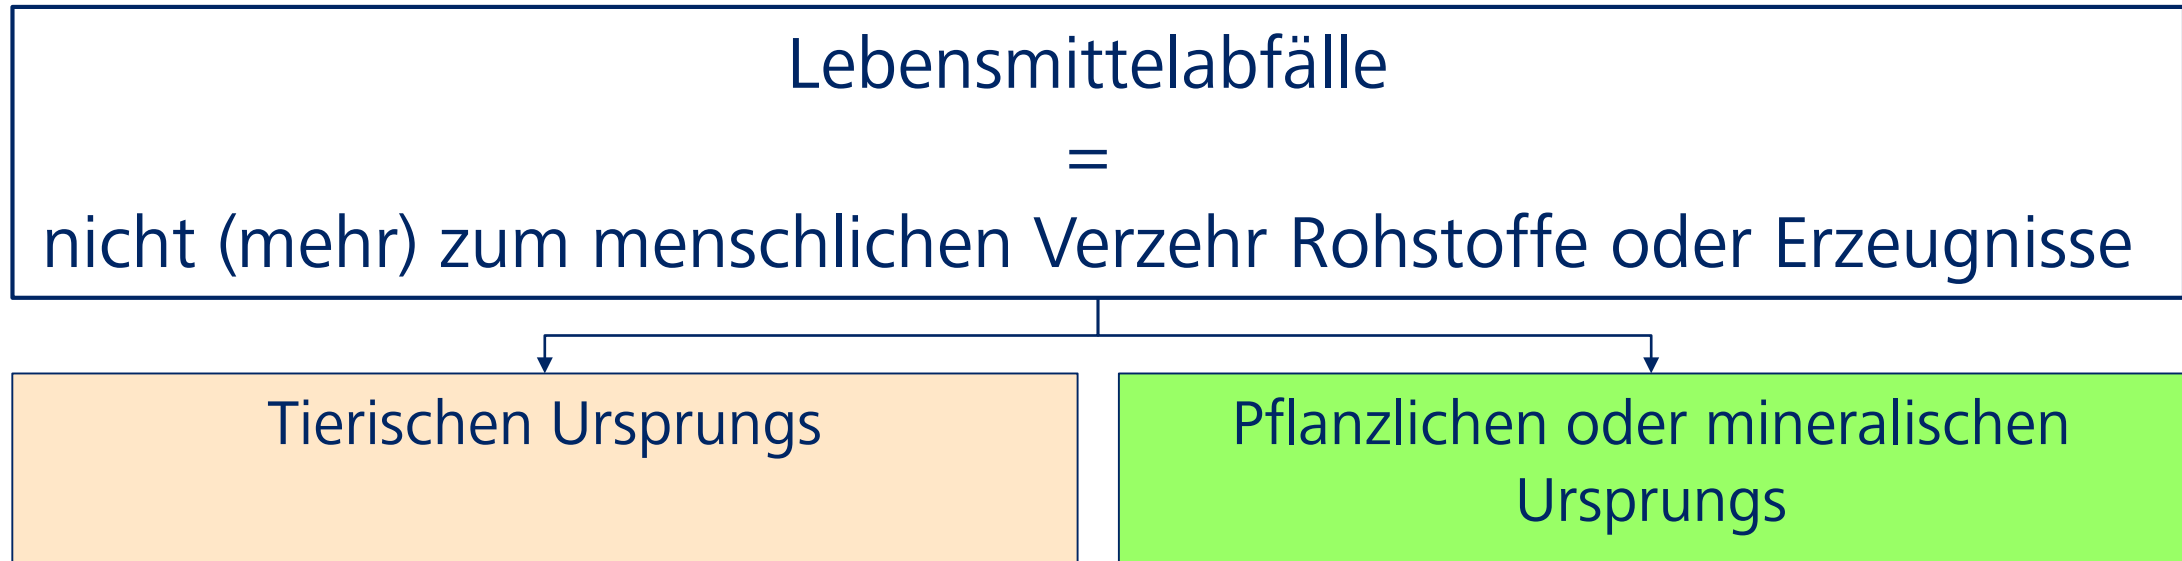 Lebensmittelabfälle
=
nicht (mehr) zum menschlichen Verzehr Rohstoffe oder Erzeugnisse
Tierischen Ursprungs
Pflanzlichen oder mineralischen
Ursprungs